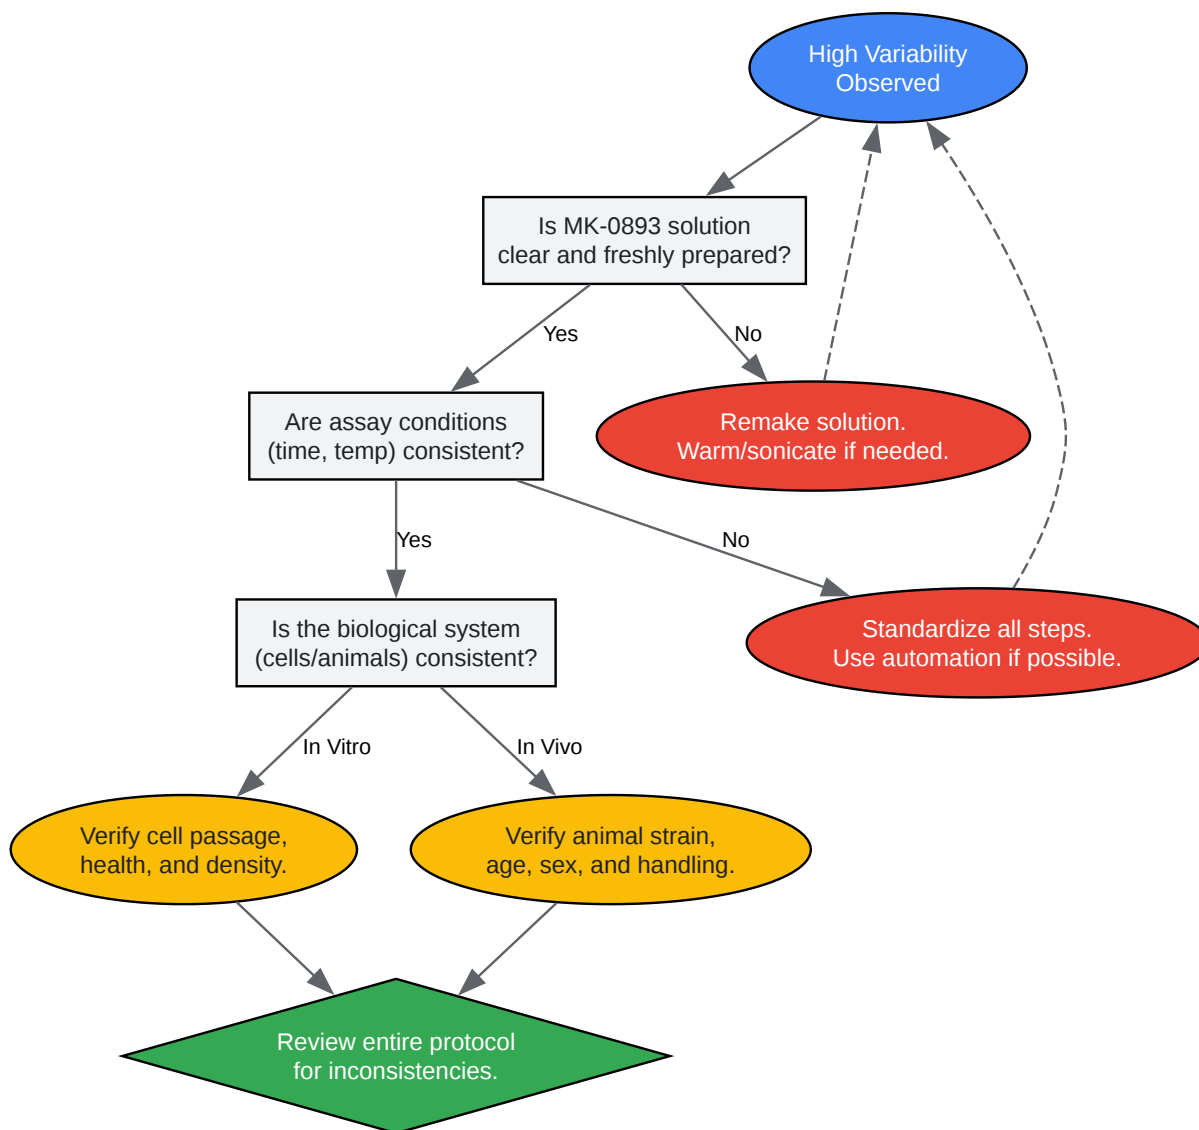 High Variability
Observed
Is MK-0893 solution
clear and freshly prepared?
Yes
No
Are assay conditions
(time, temp) consistent?
Remake solution.
Warm/sonicate if needed.
Yes
No
Is the biological system
(cells/animals) consistent?
Standardize all steps.
Use automation if possible.
In Vitro
In Vivo
Verify cell passage,
health, and density.
Verify animal strain,
age, sex, and handling.
Review entire protocol
for inconsistencies.